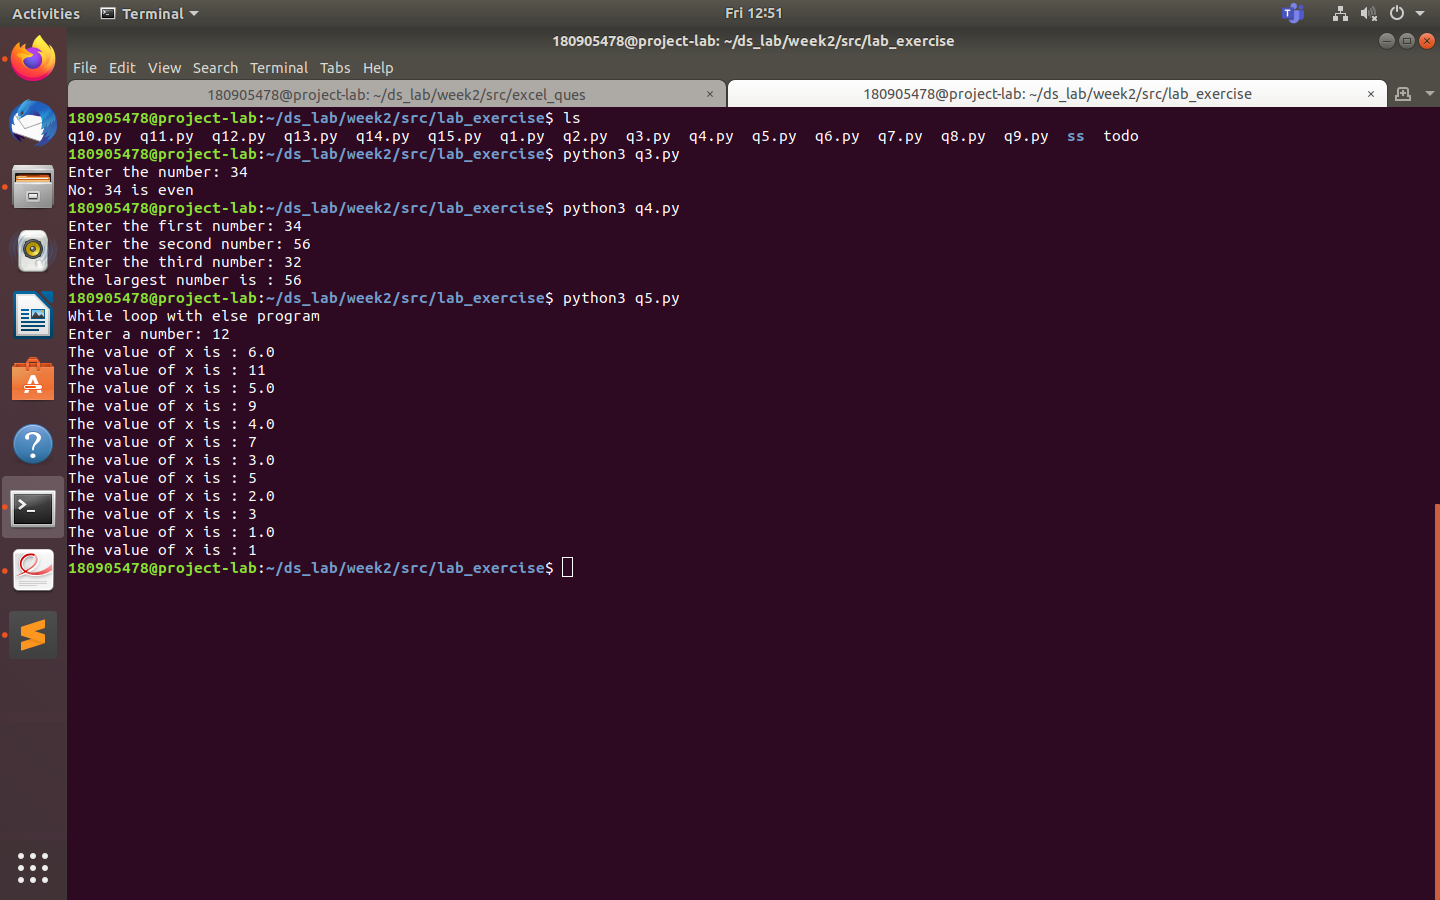 Activities Terminal Fri 12:51
180905478@project-lab: ~/ds_lab/week2/src/lab_exercise
File Edit View Search Terminal Tabs Help
180905478@project-lab: ~/ds_lab/week2/src/excel_ques × 180905478@project-lab: ~/ds_lab/week2/src/lab_exercise ×
180905478@project-lab:~/ds_lab/week2/src/lab_exercise$ ls
q10.py q11.py q12.py q13.py q14.py q15.py q1.py q2.py q3.py q4.py q5.py q6.py q7.py q8.py q9.py ss todo
180905478@project-lab:~/ds_lab/week2/src/lab_exercise$ python3 q3.py
Enter the number: 34
No: 34 is even
180905478@project-lab:~/ds_lab/week2/src/lab_exercise$ python3 q4.py
Enter the first number: 34
Enter the second number: 56
Enter the third number: 32
the largest number is : 56
180905478@project-lab:~/ds_lab/week2/src/lab_exercise$ python3 q5.py
While loop with else program
Enter a number: 12
The value of x is : 6.0
The value of x is : 11
The value of x is : 5.0
The value of x is : 9
The value of x is : 4.0
The value of x is : 7
The value of x is : 3.0
The value of x is : 5
The value of x is : 2.0
The value of x is : 3
The value of x is : 1.0
The value of x is : 1
180905478@project-lab:~/ds_lab/week2/src/lab_exercise$